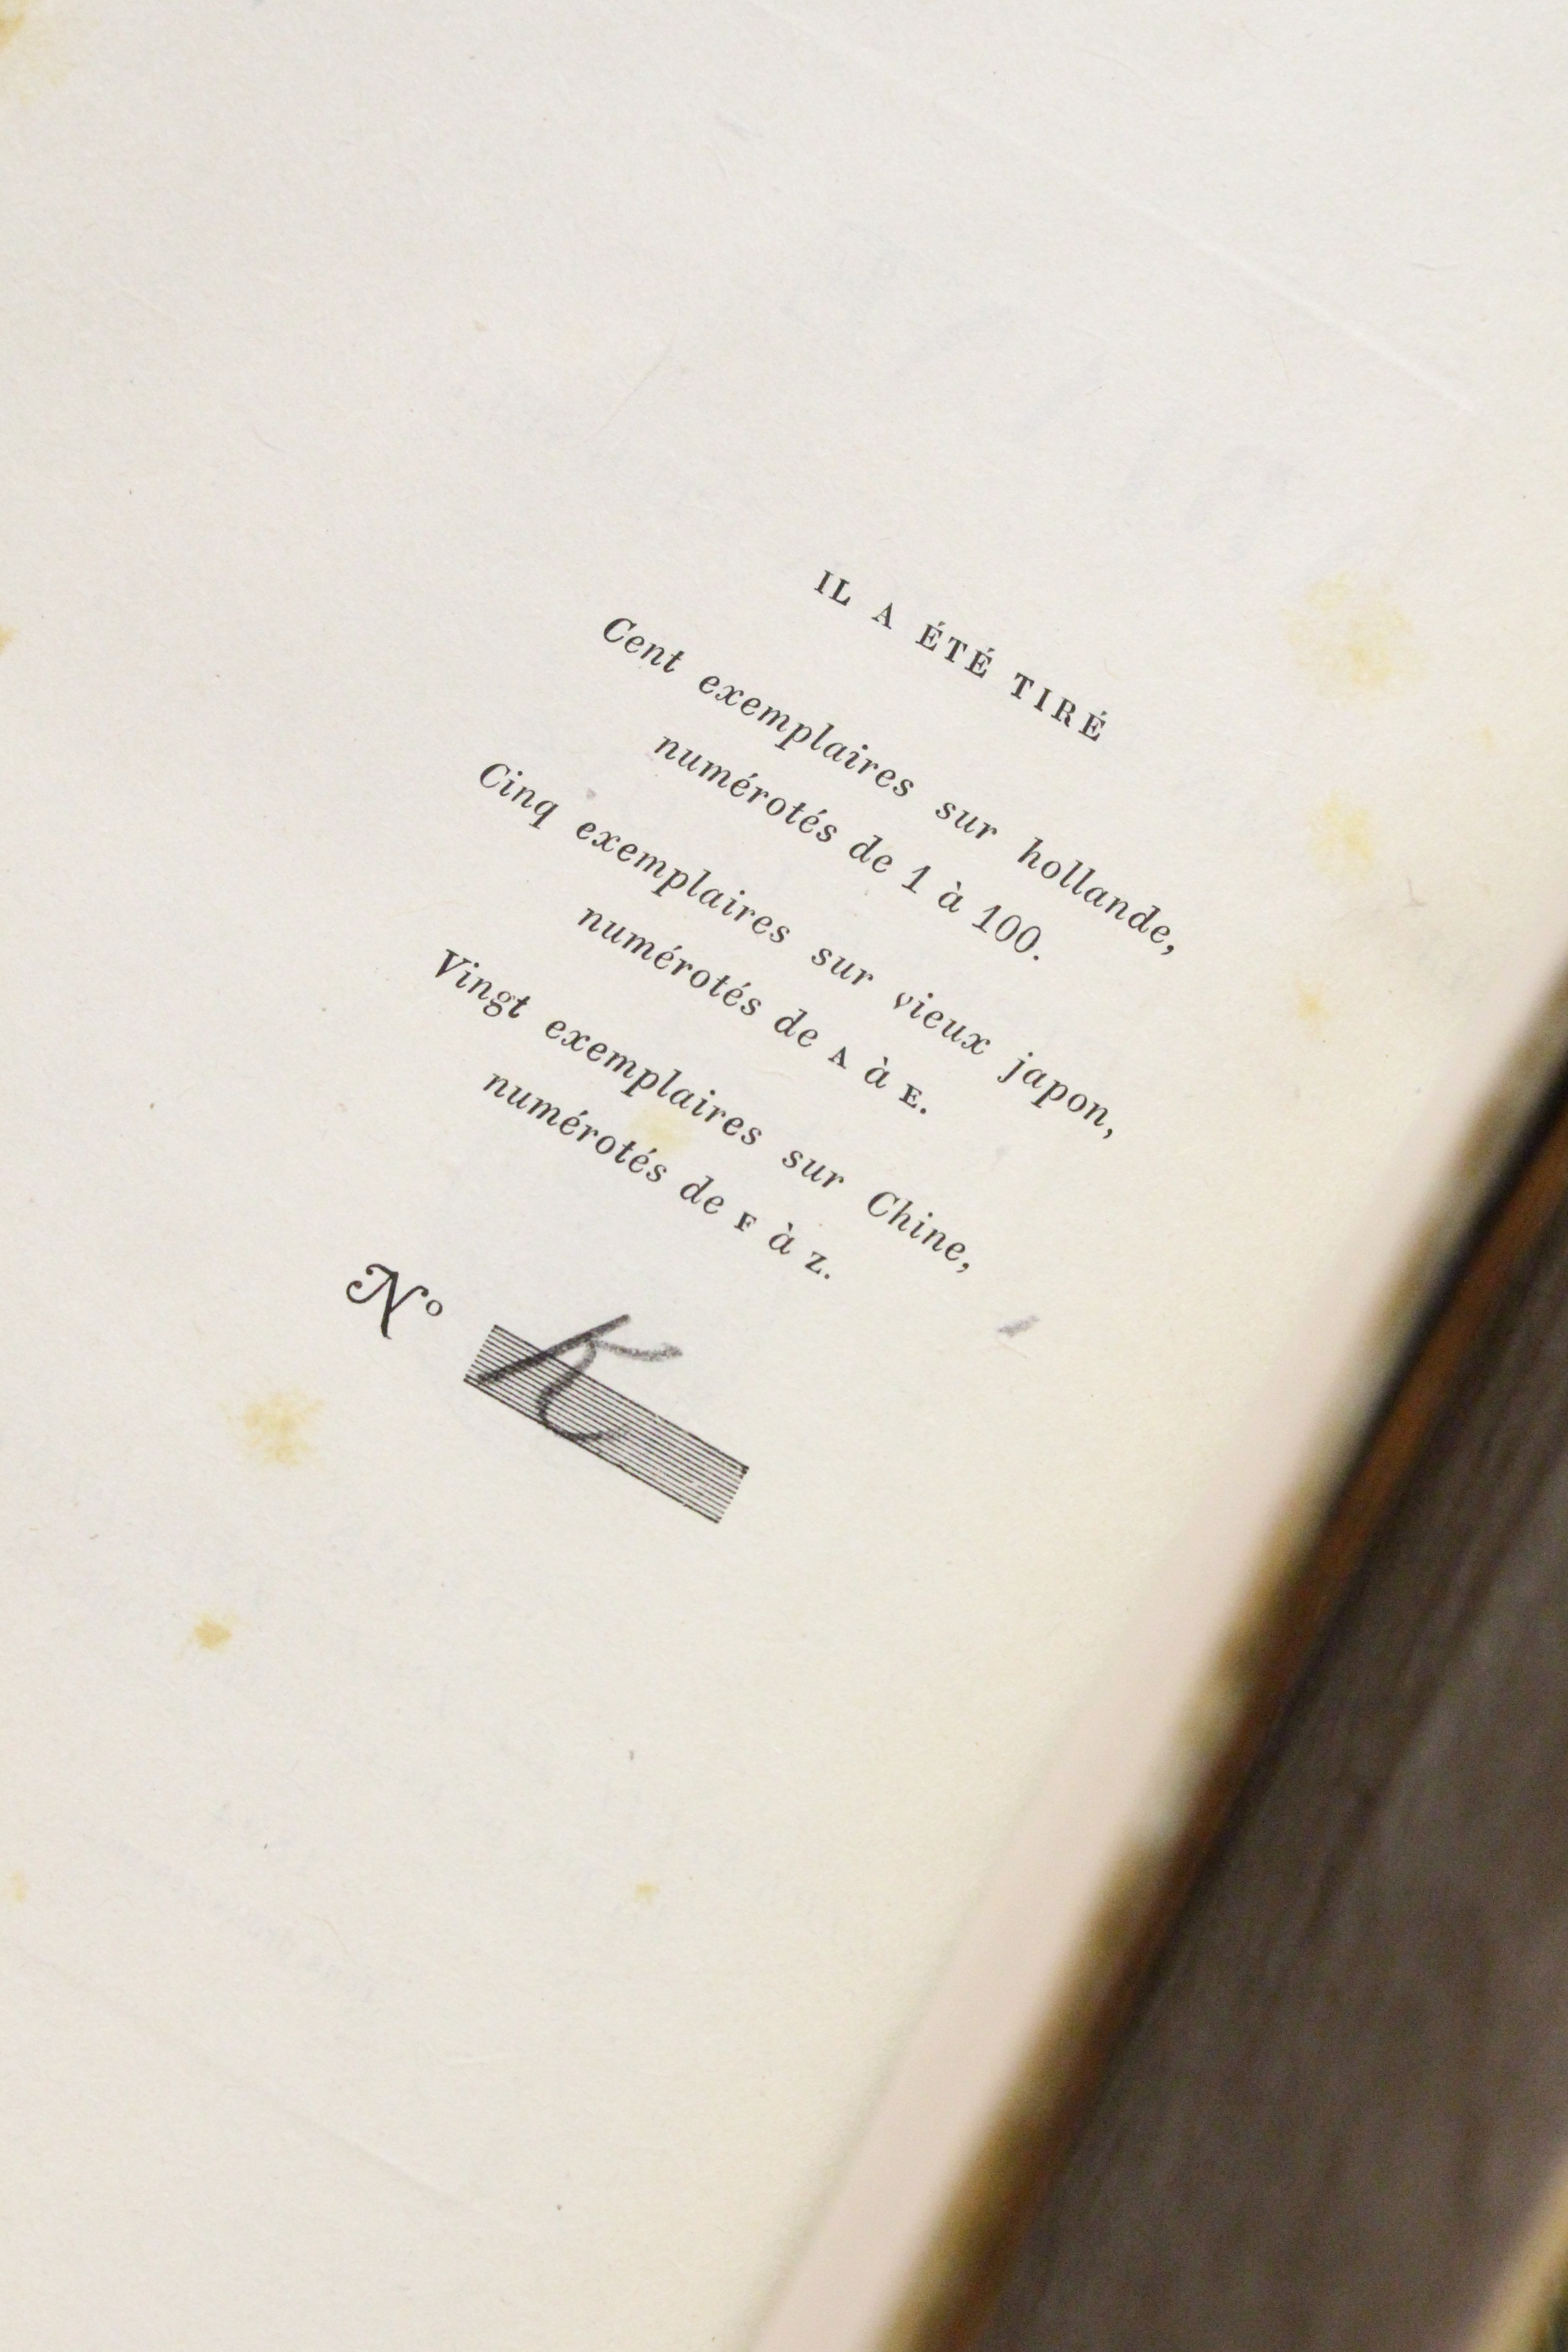 IL A ÉTÉ TIRÉ
Cent exemplaires sur hollande,
numérotés de 1 à 100.
Cinq exemplaires sur vieux japon,
numérotés de A à E.
Vingt exemplaires sur Chine,
numérotés de F à Z.
Nº K